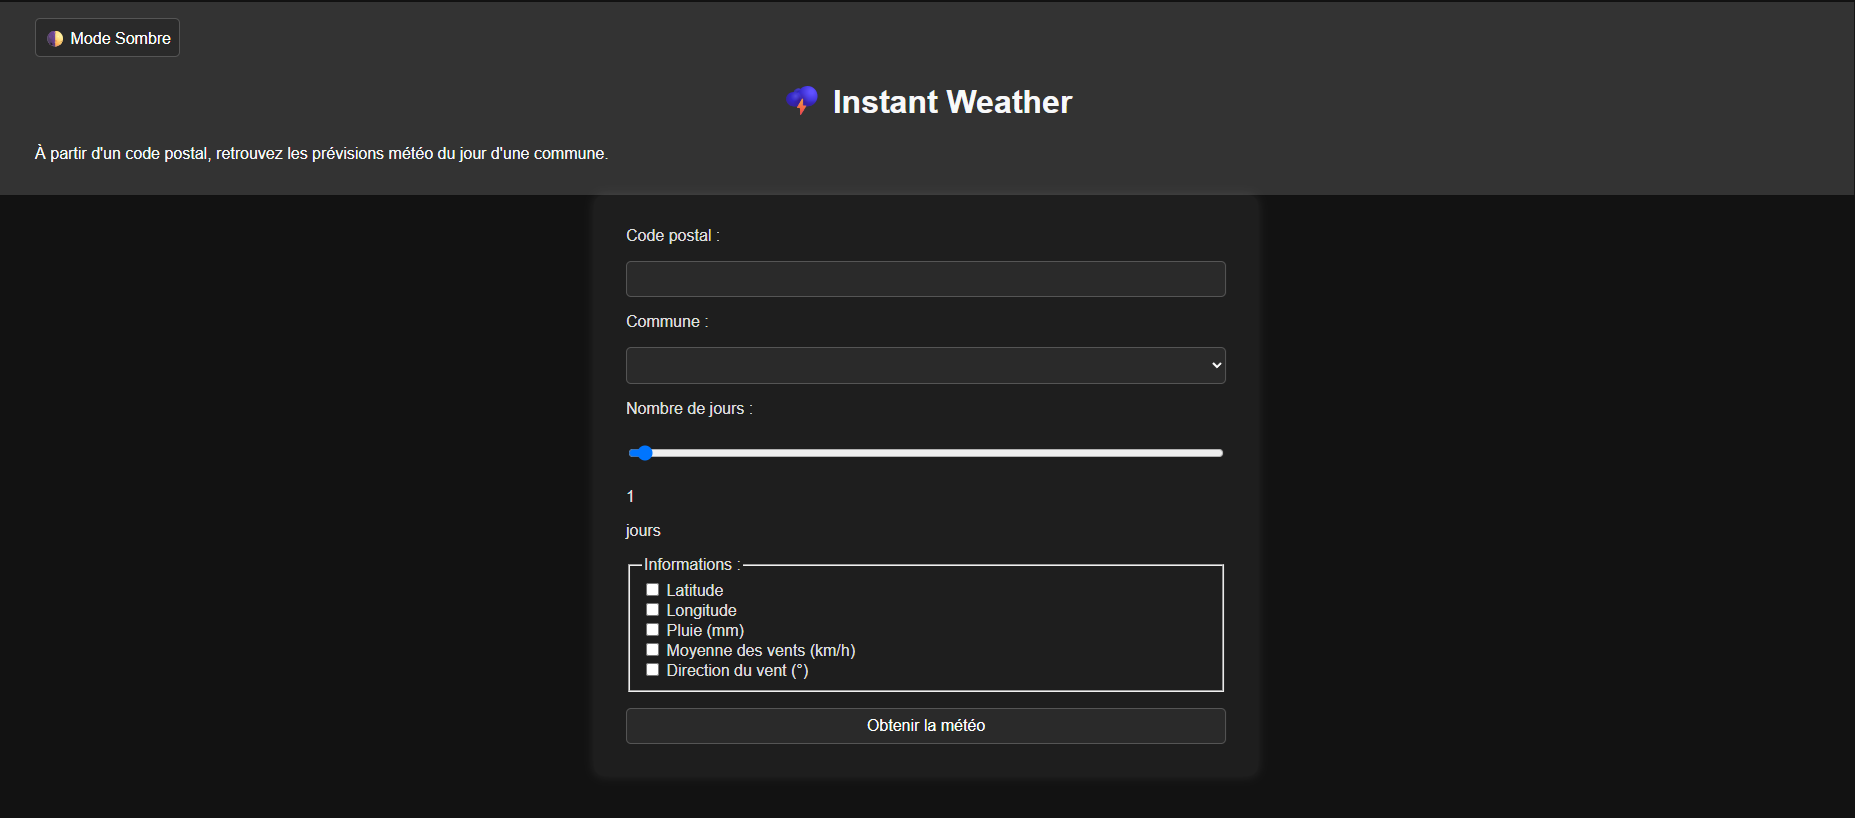 Mode Sombre
Instant Weather
À partir d'un code postal, retrouvez les prévisions météo du jour d'une commune.
Code postal :
Commune :
Nombre de jours :
1
jours
Informations :
Latitude
Longitude
Pluie (mm)
Moyenne des vents (km/h)
Direction du vent (°)
Obtenir la météo